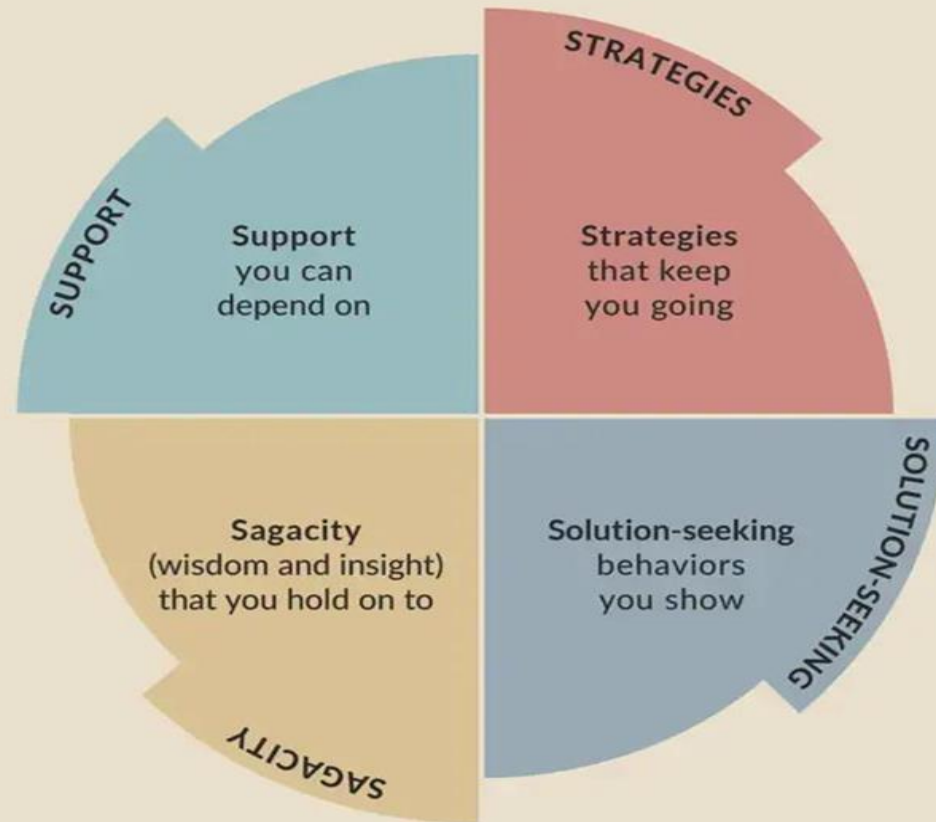 STRATEGIES
SUPPORT
Support
you can
depend on
Strategies
that keep
you going
Sagacity
(wisdom and insight)
that you hold on to
Solution-seeking
behaviors
you show
SOLUTION-SEEKING
SAGACITY